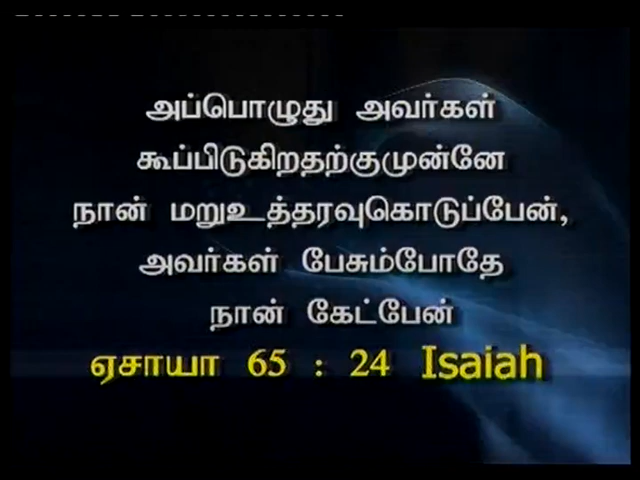 அப்பொழுது அவர்கள்
கூப்பிடுகிறதற்குமுன்னே
நான் மறுஉத்தரவுகொடுப்பேன்,
அவர்கள் பேசும்போதே
நான் கேட்பேன்
ஏசாயா 65 : 24 Isaiah